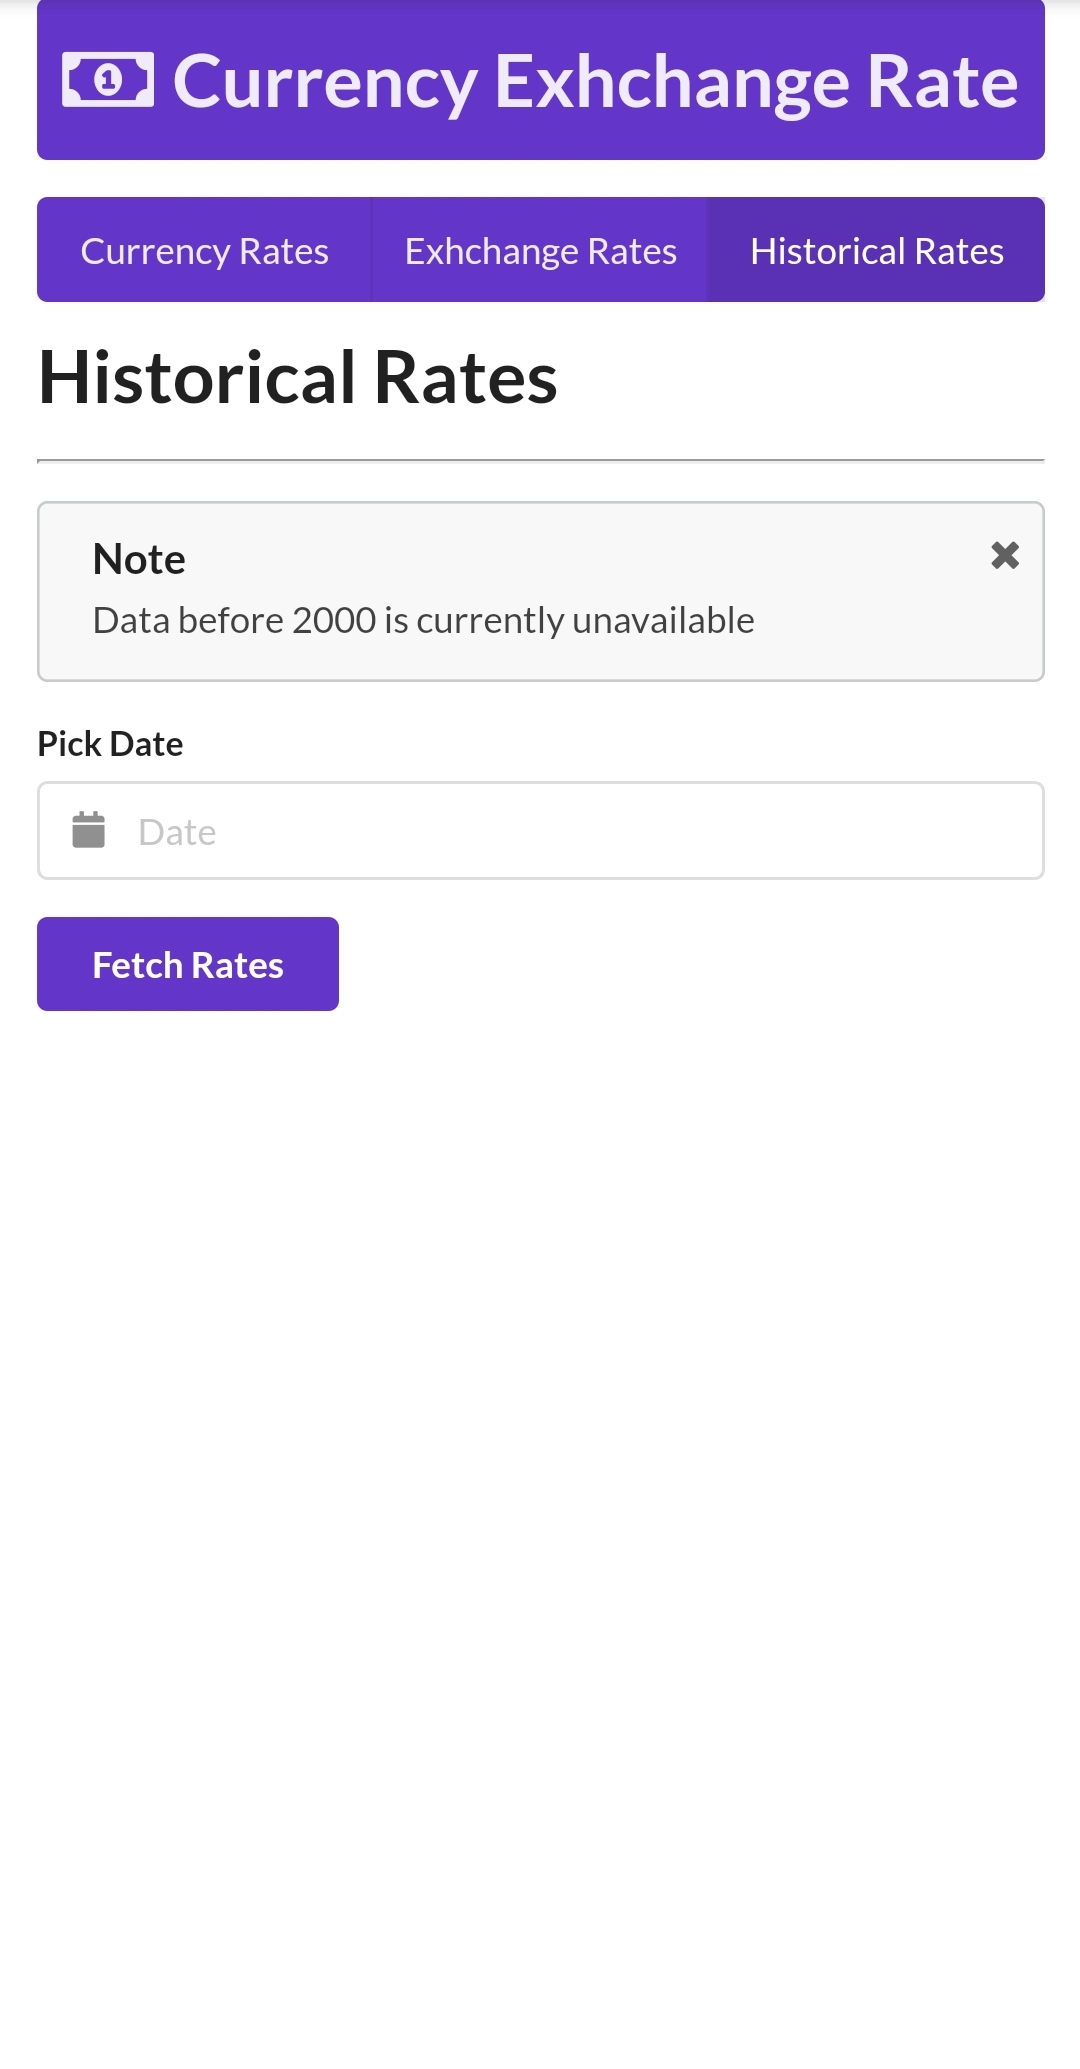 Currency Exhchange Rate
Currency Rates Exhchange Rates Historical Rates
Historical Rates
Note
Data before 2000 is currently unavailable
Pick Date
Date
Fetch Rates